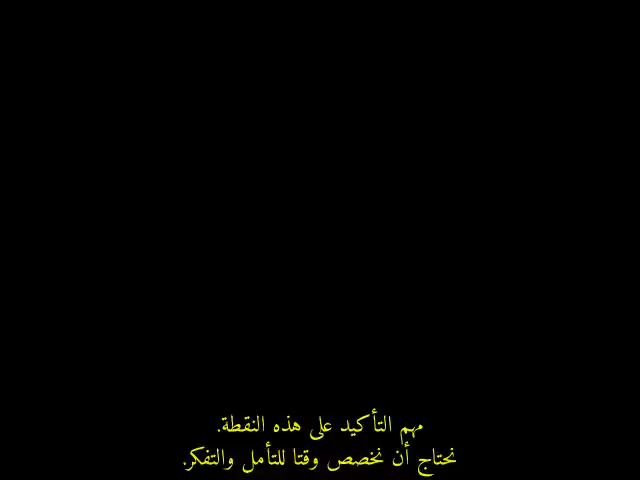 مهم التأكيد على هذه النقطة.
نحتاج أن نخصص وقتا للتأمل والتفكر.